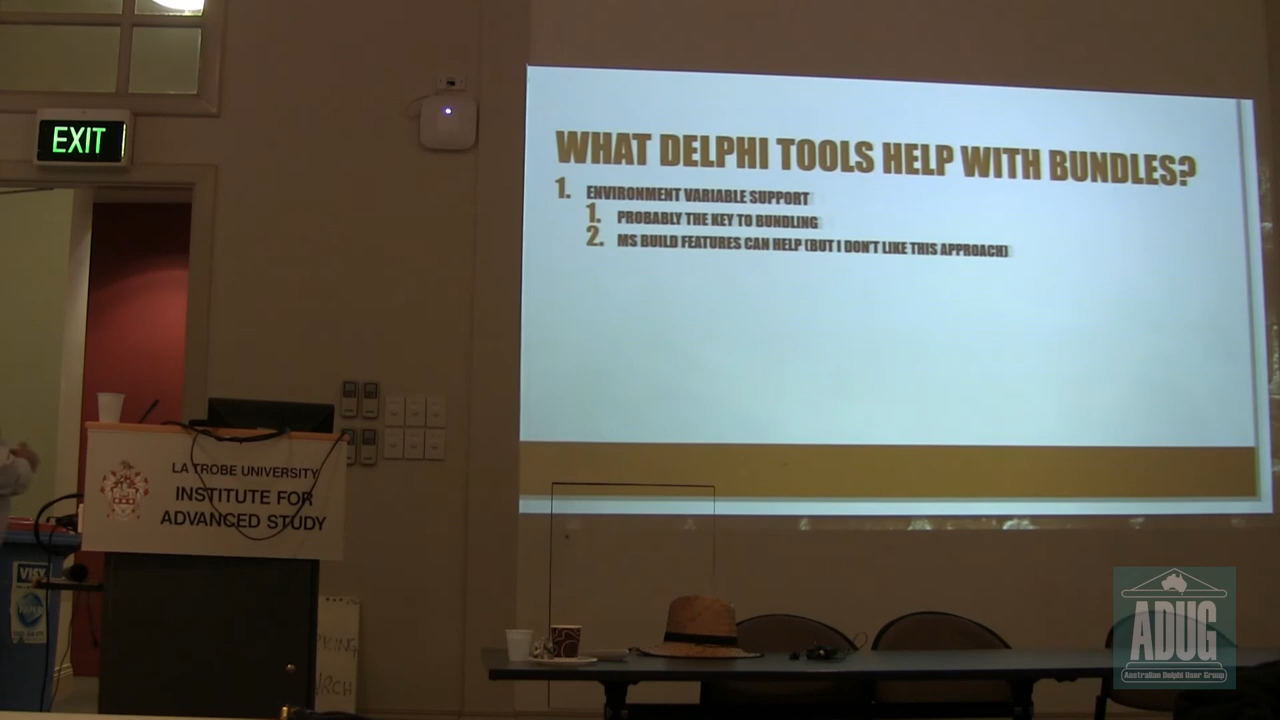 EXIT
WHAT DELPHI TOOLS HELP WITH BUNDLES?
1. ENVIRONMENT VARIABLE SUPPORT
1. PROBABLY THE KEY TO BUNDLING
2. MS BUILD FEATURES CAN HELP (BUT I DON'T LIKE THIS APPROACH)
LA TROBE UNIVERSITY
INSTITUTE FOR
ADVANCED STUDY
VISY
ADUG
Australian Delphi User Group